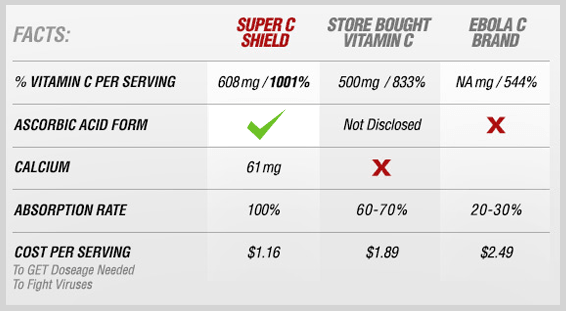 FACTS:
SUPER C
SHIELD
STORE BOUGHT
VITAMIN C
EBOLA C
BRAND
% VITAMIN C PER SERVING 608mg / 1001% 500mg / 833% NA mg / 544%
ASCORBIC ACID FORM Not Disclosed X
CALCIUM 61mg X
ABSORPTION RATE 100% 60-70% 20-30%
COST PER SERVING $1.16 $1.89 $2.49
To GET Doseage Needed
To Fight Viruses